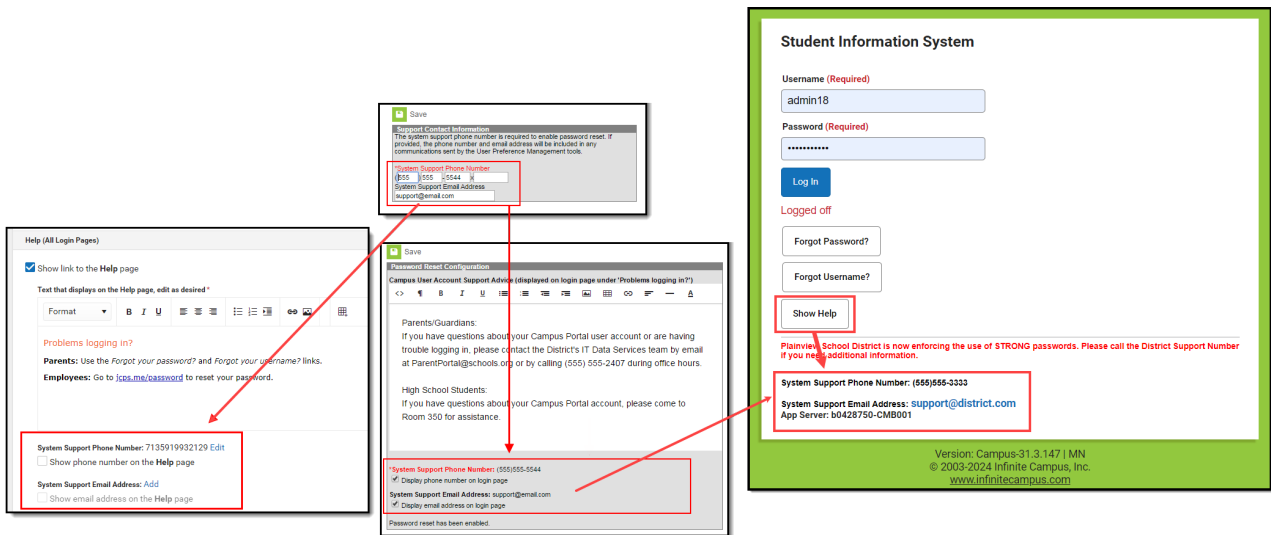 Save
Support Contact Information
The system support phone number is required to enable password reset. If
provided, the phone number and email address will be included in any
communications sent by the User Preference Management tools.
*System Support Phone Number
(555 ) 555 - 5544 x
System Support Email Address
support@email.com
Help (All Login Pages)
Show link to the Help page
Text that displays on the Help page, edit as desired *
Format B I U
Problems logging in?
Parents: Use the Forgot your password? and Forgot your username? links.
Employees: Go to jcps.me/password to reset your password.
System Support Phone Number: 7135919932129 Edit
Show phone number on the Help page
System Support Email Address: Add
Show email address on the Help page
Save
Password Reset Configuration
Campus User Account Support Advice (displayed on login page under 'Problems logging in?')
<> ¶ B I U A
Parents/Guardians:
If you have questions about your Campus Portal user account or are having
trouble logging in, please contact the District's IT Data Services team by email
at ParentPortal@schools.org or by calling (555) 555-2407 during office hours.
High School Students:
If you have questions about your Campus Portal account, please come to
Room 350 for assistance.
*System Support Phone Number: (555)555-5544
Display phone number on login page
System Support Email Address: support@email.com
Display email address on login page
Password reset has been enabled.
Student Information System
Username (Required)
admin18
Password (Required)
•••••••••••
Log In
Logged off
Forgot Password?
Forgot Username?
Show Help
Plainview School District is now enforcing the use of STRONG passwords. Please call the District Support Number
if you need additional information.
System Support Phone Number: (555)555-3333
System Support Email Address: support@district.com
App Server: b0428750-CMB001
Version: Campus-31.3.147 | MN
© 2003-2024 Infinite Campus, Inc.
www.infinitecampus.com